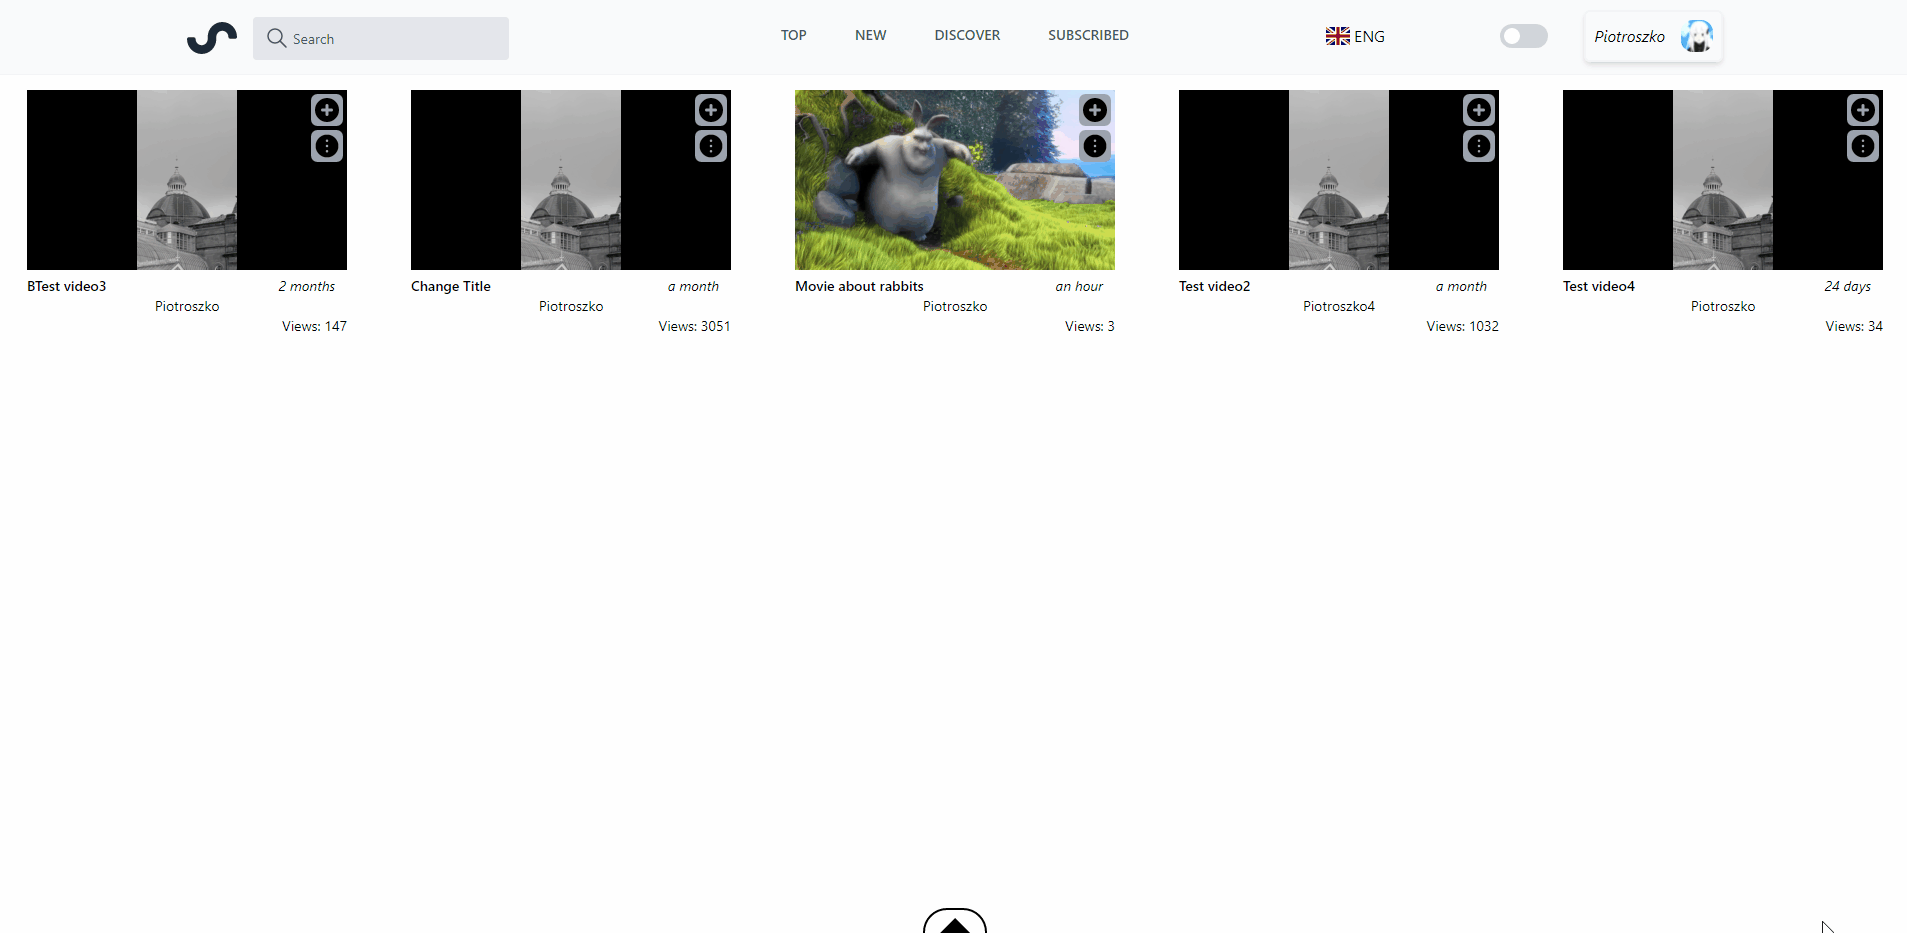 Search
TOP NEW DISCOVER SUBSCRIBED
ENG
Piotroszko
BTest video3 2 months
Piotroszko
Views: 147
Change Title a month
Piotroszko
Views: 3051
Movie about rabbits an hour
Piotroszko
Views: 3
Test video2 a month
Piotroszko4
Views: 1032
Test video4 24 days
Piotroszko
Views: 34